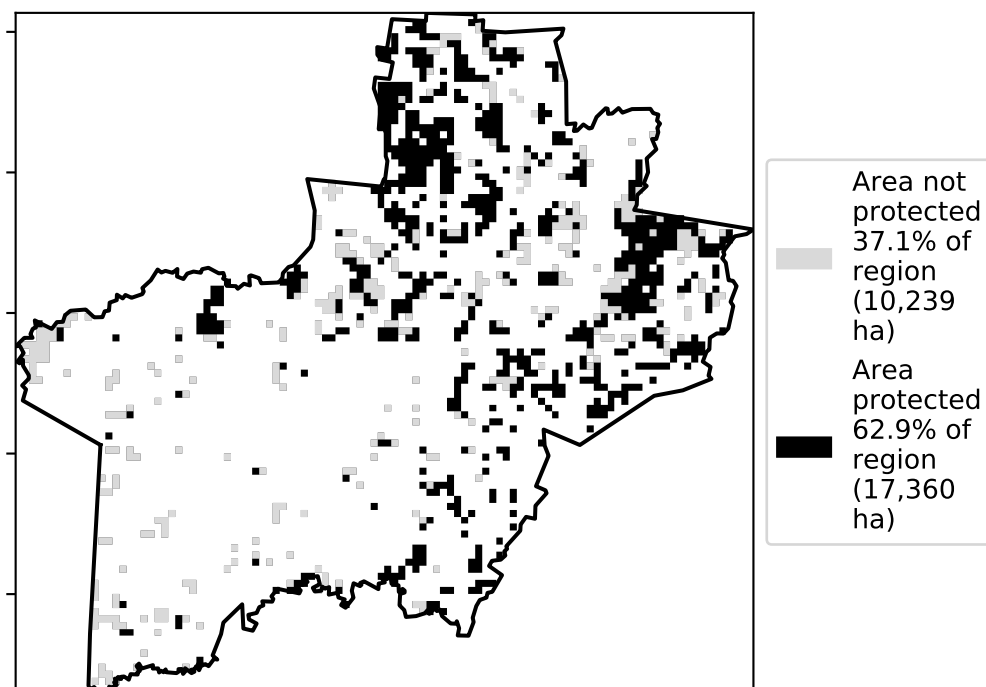 Area not
protected
37.1% of
region
(10,239
ha)
Area
protected
62.9% of
region
(17,360
ha)